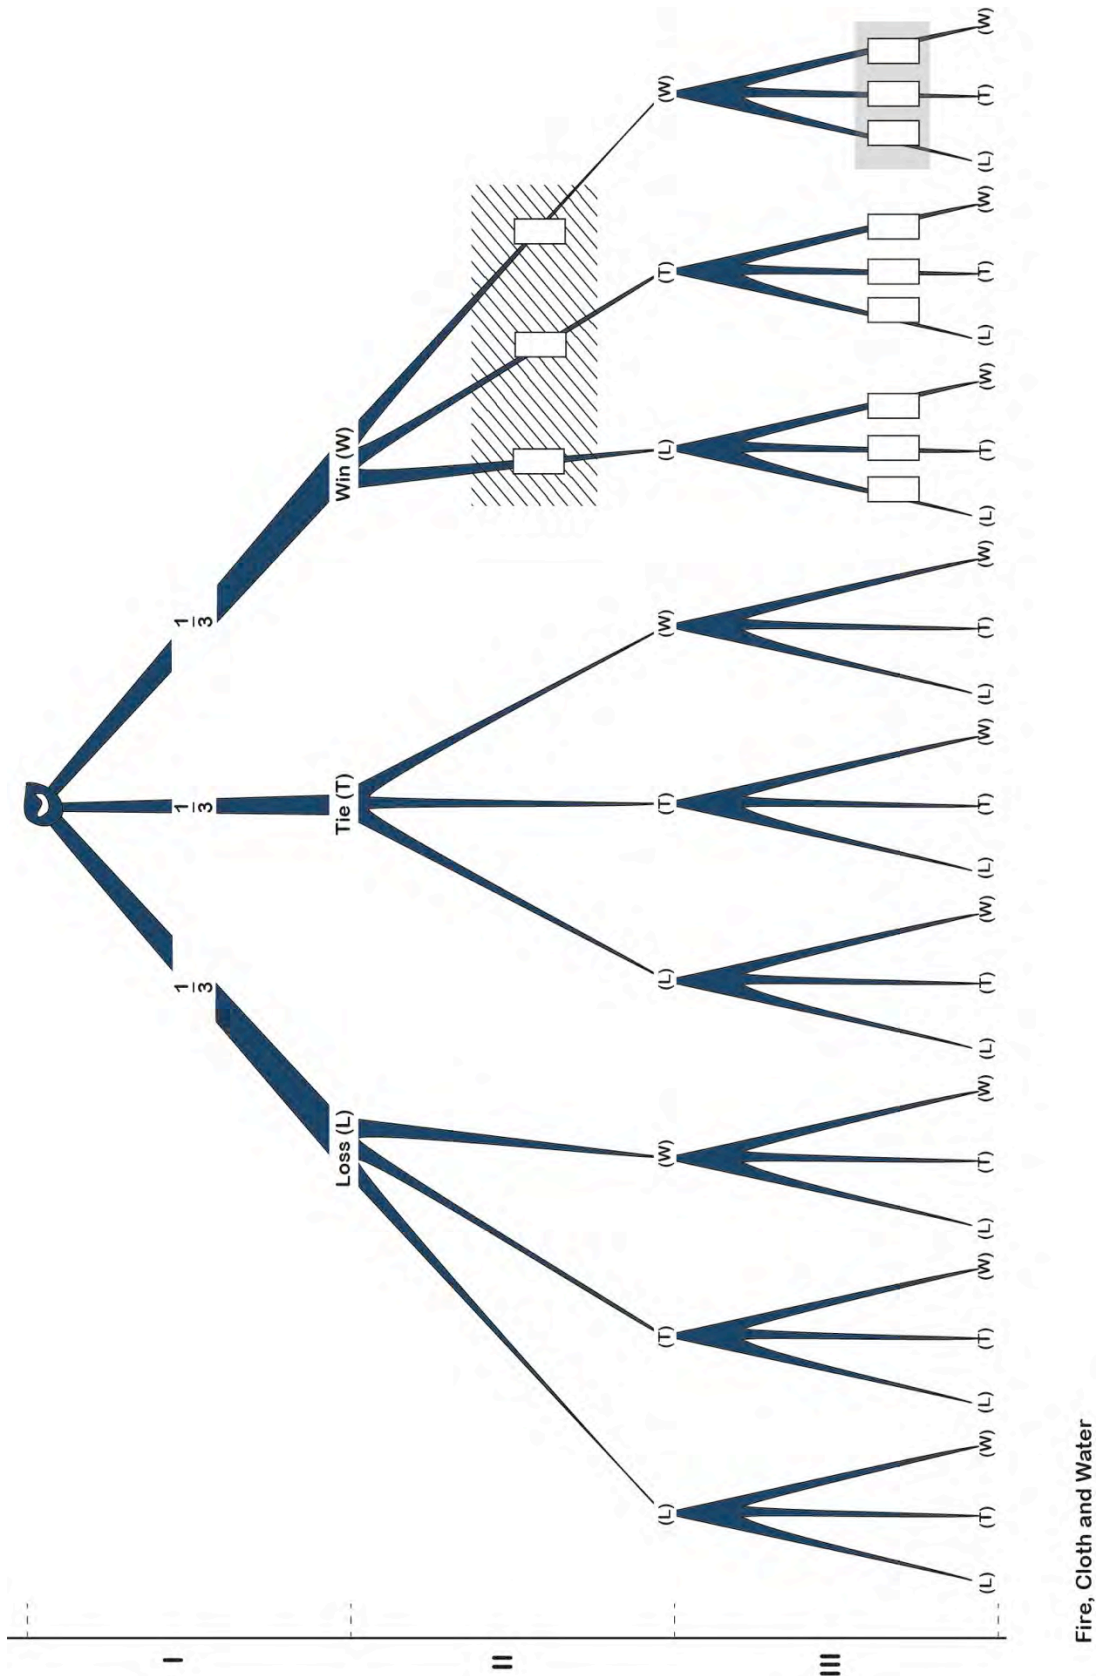 I
1/3 1/3 1/3
Loss (L) Tie (T) Win (W)
II
(L) (T) (W) (L) (T) (W) (L) (T) (W)
III
(L) (T) (W) (L) (T) (W) (L) (T) (W) (L) (T) (W) (L) (T) (W) (L) (T) (W) (L) (T) (W) (L) (T) (W) (L) (T) (W)
Fire, Cloth and Water